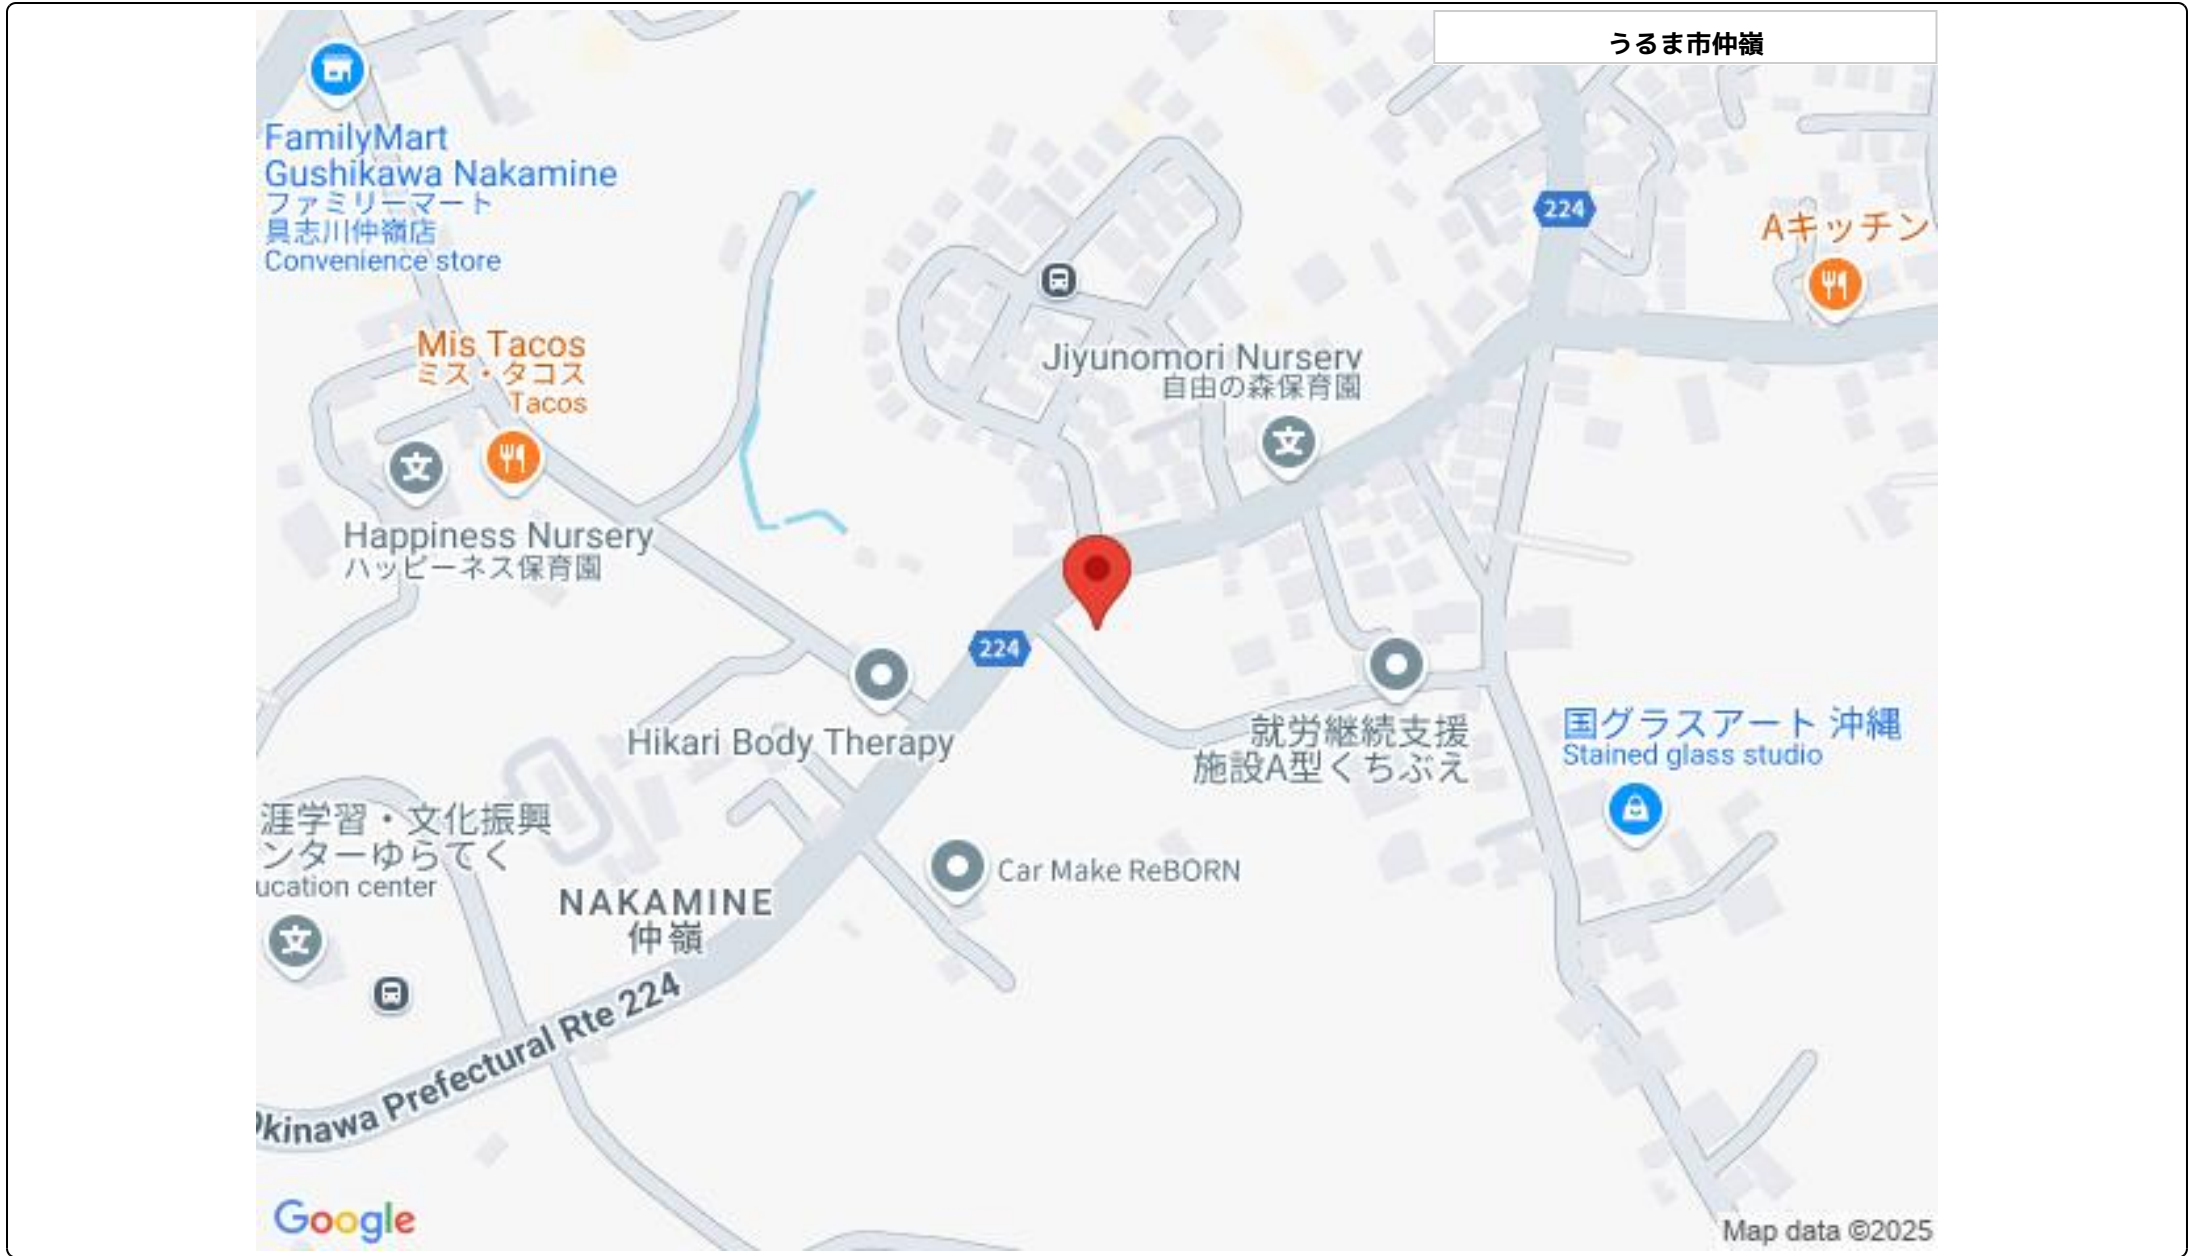 うるま市仲嶺
FamilyMart
Gushikawa Nakamine
ファミリーマート
具志川仲嶺店
Convenience store
224
Aキッチン
Mis Tacos
ミス・タコス
Tacos
Jiyunomori Nursery
自由の森保育園
Happiness Nursery
ハッピーネス保育園
224
Hikari Body Therapy
就労継続支援
施設A型くちぶえ
国グラスアート 沖縄
Stained glass studio
涯学習・文化振興
ンターゆらてく
ucation center
Car Make ReBORN
NAKAMINE
仲嶺
Okinawa Prefectural Rte 224
Google
Map data ©2025